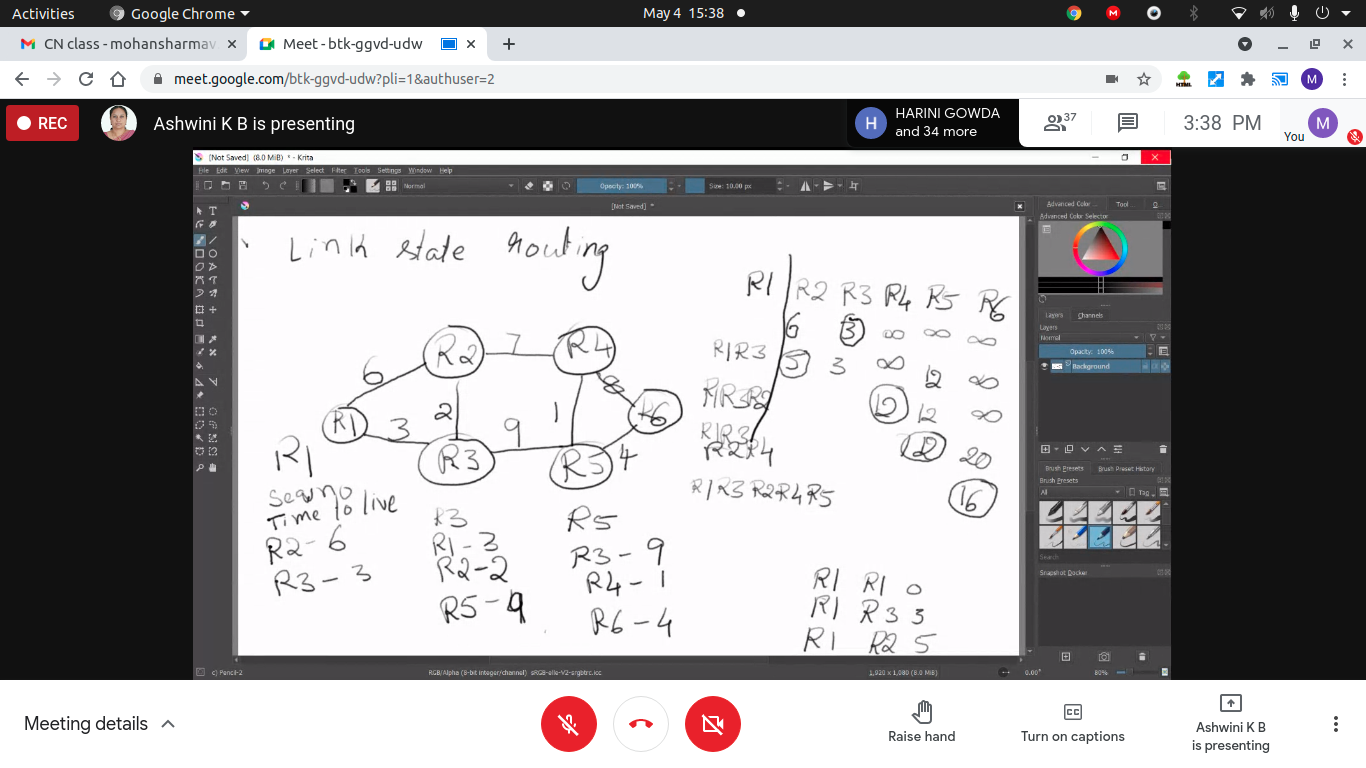 Activities Google Chrome May 4 15:38
CN class - mohansharmav Meet - btk-ggvd-udw
meet.google.com/btk-ggvd-udw?pli=1&authuser=2
M
REC Ashwini K B is presenting
H HARINI GOWDA
and 34 more
37
3:38 PM
You M
[Not Saved] (8.0 MiB) * - Krita
File Edit View Image Layer Select Filter Tools Settings Window Help
Normal Opacity: 100% Size: 10.00 px
[Not Saved] *
Advanced Color ... Tool ...
Advanced Color Selector
Layers Channels
Layers
Normal
Opacity: 100%
Background
Brush Presets Brush Preset History
Brush Presets
All Tag
Search
Snapshot Docker
Link state routing
R2 7 R4
6 2 1 8
R1 3 R3 9 R5 4 R6
R1
Seq no
Time to live
R2 - 6
R3 - 3
R3
R1 - 3
R2 - 2
R5 - 9
R5
R3 - 9
R4 - 1
R6 - 4
R1 R2 R3 R4 R5 R6
6 3 ∞ ∞ ∞
R1R3 5 3 ∞ 12 ∞
R1R3R2 12 12 ∞
R1R3
R2R4 12 20
R1R3R2R4R5 16
R1 R1 0
R1 R3 3
R1 R2 5
c) Pencil-2 RGB/Alpha (8-bit integer/channel) sRGB-elle-V2-srgbtrc.icc 1,920 x 1,080 (8.0 MiB) 0.00° 80%
Meeting details
Raise hand
Turn on captions
Ashwini K B
is presenting